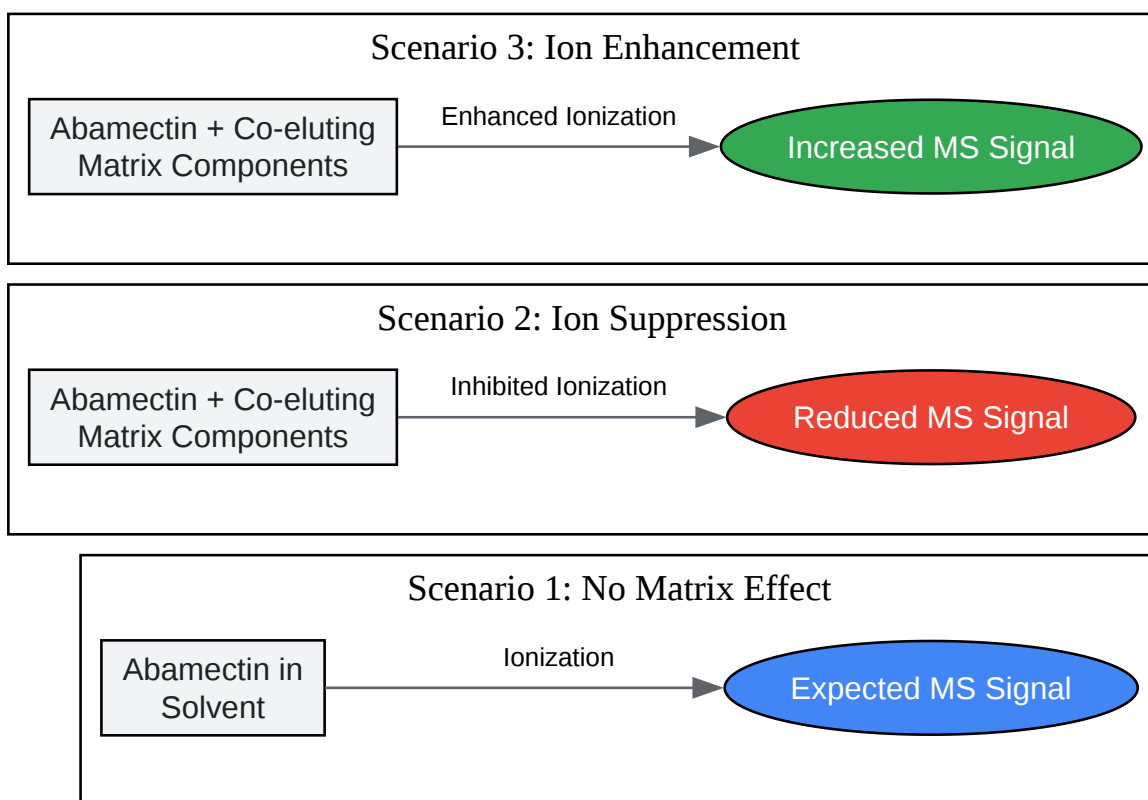 Scenario 3: Ion Enhancement
Abamectin + Co-eluting
Matrix Components
Enhanced Ionization
Increased MS Signal
Scenario 2: Ion Suppression
Abamectin + Co-eluting
Matrix Components
Inhibited Ionization
Reduced MS Signal
Scenario 1: No Matrix Effect
Abamectin in
Solvent
Ionization
Expected MS Signal